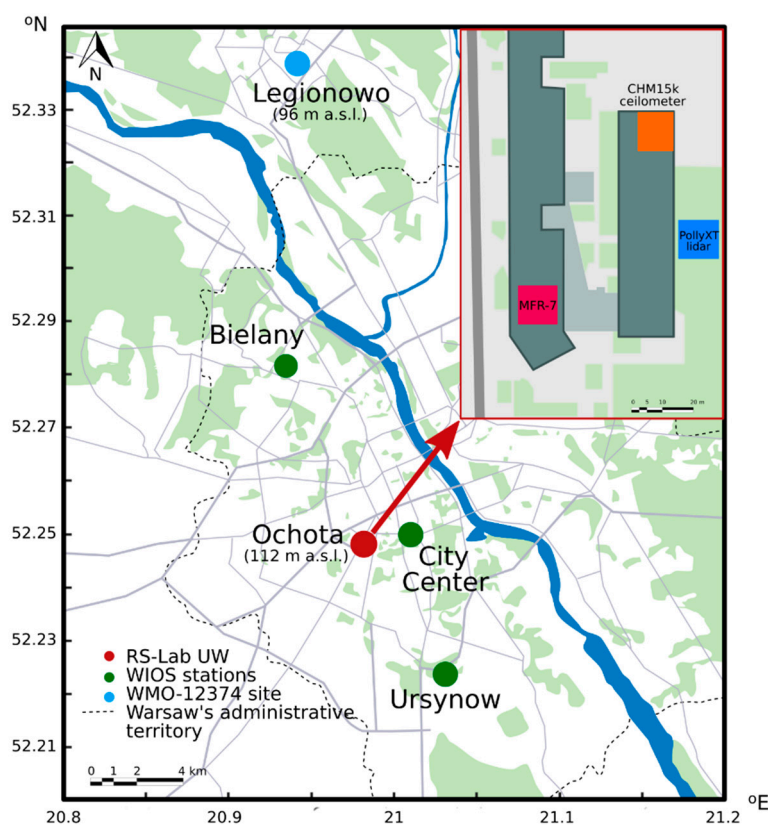 ºN
N
Legionowo
(96 m a.s.l.)
CHM15k
ceilometer
52.33
52.31
PollyXT
lidar
MFR-7
52.29
Bielany
0 5 10 20 m
52.27
Ochota
(112 m a.s.l.)
52.25
City
Center
52.23
RS-Lab UW
WIOS stations
WMO-12374 site
Warsaw's administrative
territory
Ursynow
52.21
0 1 2 4 km
ºE
20.8 20.9 21 21.1 21.2